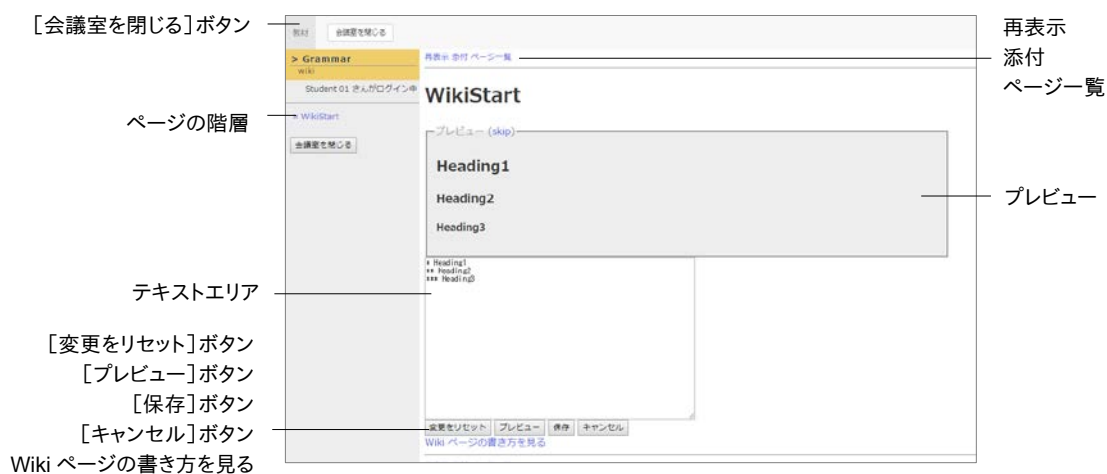 [会議室を閉じる]ボタン
ページの階層
テキストエリア
[変更をリセット]ボタン
[プレビュー]ボタン
[保存]ボタン
[キャンセル]ボタン
Wiki ページの書き方を見る
教材 会議室を閉じる
> Grammar
wiki
Student 01 さんがログイン中
» WikiStart
会議室を閉じる
再表示 添付 ページ一覧
WikiStart
プレビュー (skip)
Heading1
Heading2
Heading3
* Heading1
** Heading2
*** Heading3
変更をリセット プレビュー 保存 キャンセル
Wiki ページの書き方を見る
再表示
添付
ページ一覧
プレビュー